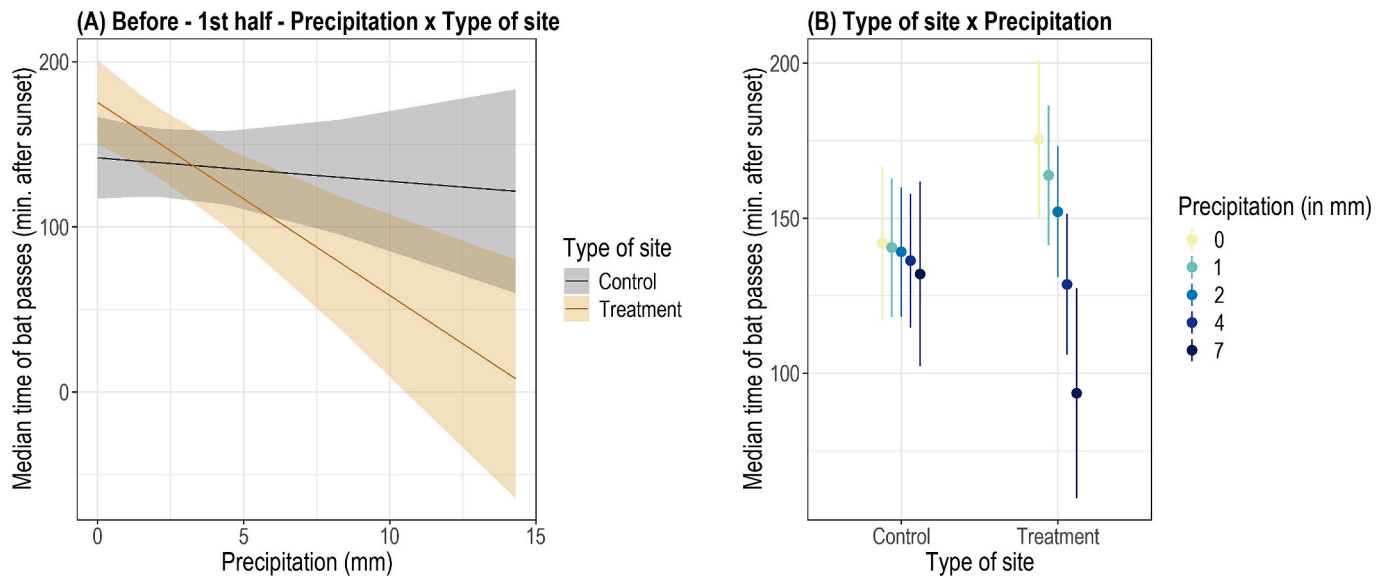 (A) Before - 1st half - Precipitation x Type of site
Median time of bat passes (min. after sunset)
200
100
0
0 5 10 15
Precipitation (mm)
Type of site
Control
Treatment
(B) Type of site x Precipitation
Median time of bat passes (min. after sunset)
200
150
100
Control Treatment
Type of site
Precipitation (in mm)
0
1
2
4
7